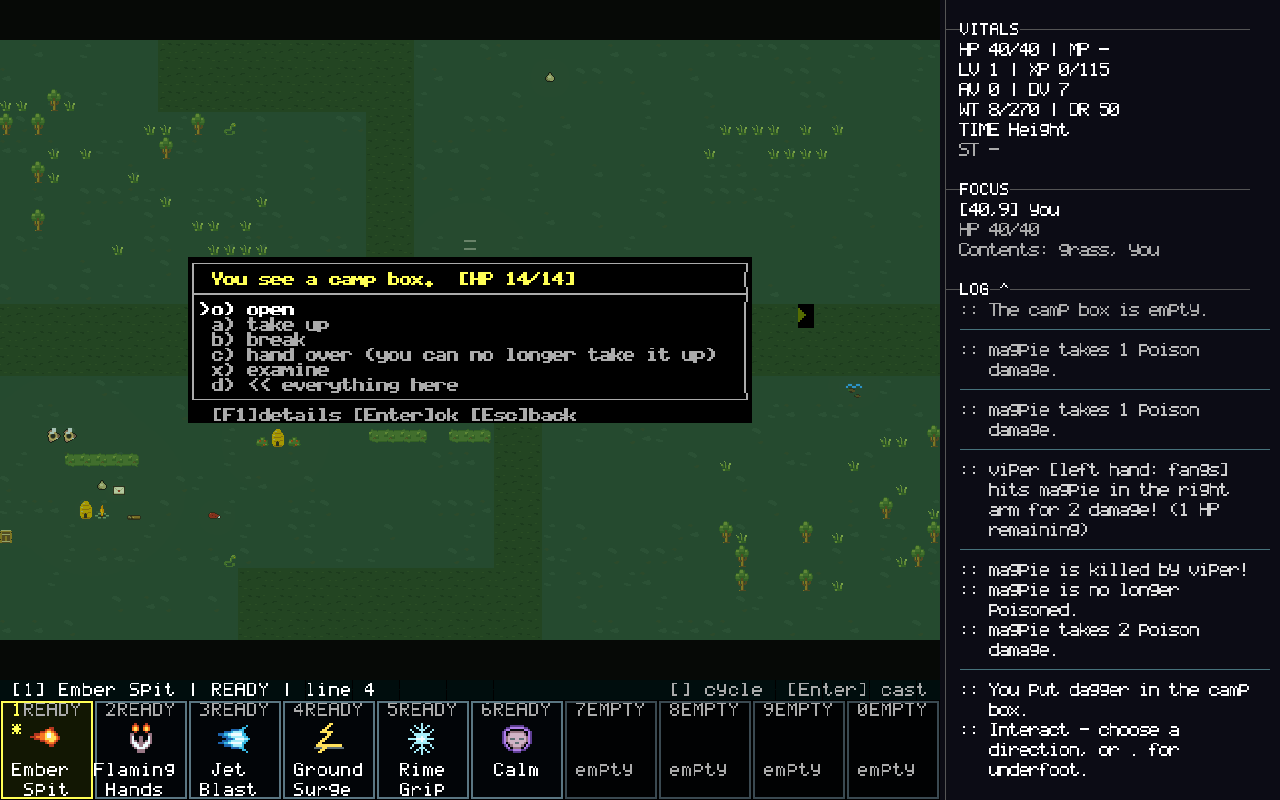 You see a camp box.  [HP 14/14]
>o) open
a) take up
b) break
c) hand over (you can no longer take it up)
x) examine
d) << everything here
[F1]details [Enter]ok [Esc]back
[1] Ember Spit | READY | line 4
[] cycle  [Enter] cast
1READY 2READY 3READY 4READY 5READY 6READY 7EMPTY 8EMPTY 9EMPTY 0EMPTY
*
Ember Spit
Flaming Hands
Jet Blast
Ground Surge
Rime Grip
Calm
empty
empty
empty
empty
VITALS
HP 40/40 | MP -
LV 1 | XP 0/115
AV 0 | DV 7
WT 8/270 | DR 50
TIME Height
ST -
FOCUS
[40,9] You
HP 40/40
Contents: grass, You
LOG ^
:: The camp box is empty.
:: magpie takes 1 Poison
damage.
:: magpie takes 1 Poison
damage.
:: viper [left hand: fangs]
hits magpie in the right
arm for 2 damage! (1 HP
remaining)
:: magpie is killed by viper!
:: magpie is no longer
Poisoned.
:: magpie takes 2 Poison
damage.
:: You put dagger in the camp
box.
:: Interact - choose a
direction, or . for
underfoot.